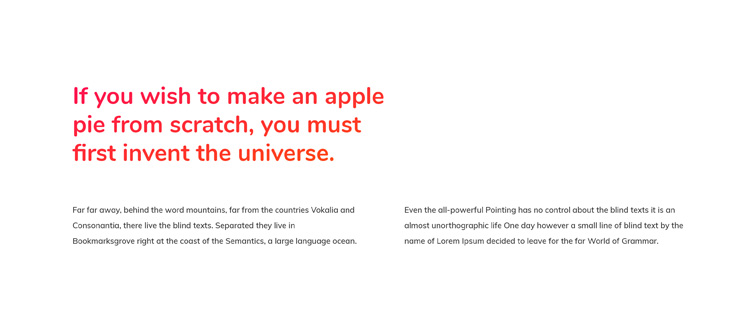 If you wish to make an apple
pie from scratch, you must
first invent the universe.
Far far away, behind the word mountains, far from the countries Vokalia and
Consonantia, there live the blind texts. Separated they live in
Bookmarksgrove right at the coast of the Semantics, a large language ocean.
Even the all-powerful Pointing has no control about the blind texts it is an
almost unorthographic life One day however a small line of blind text by the
name of Lorem Ipsum decided to leave for the far World of Grammar.